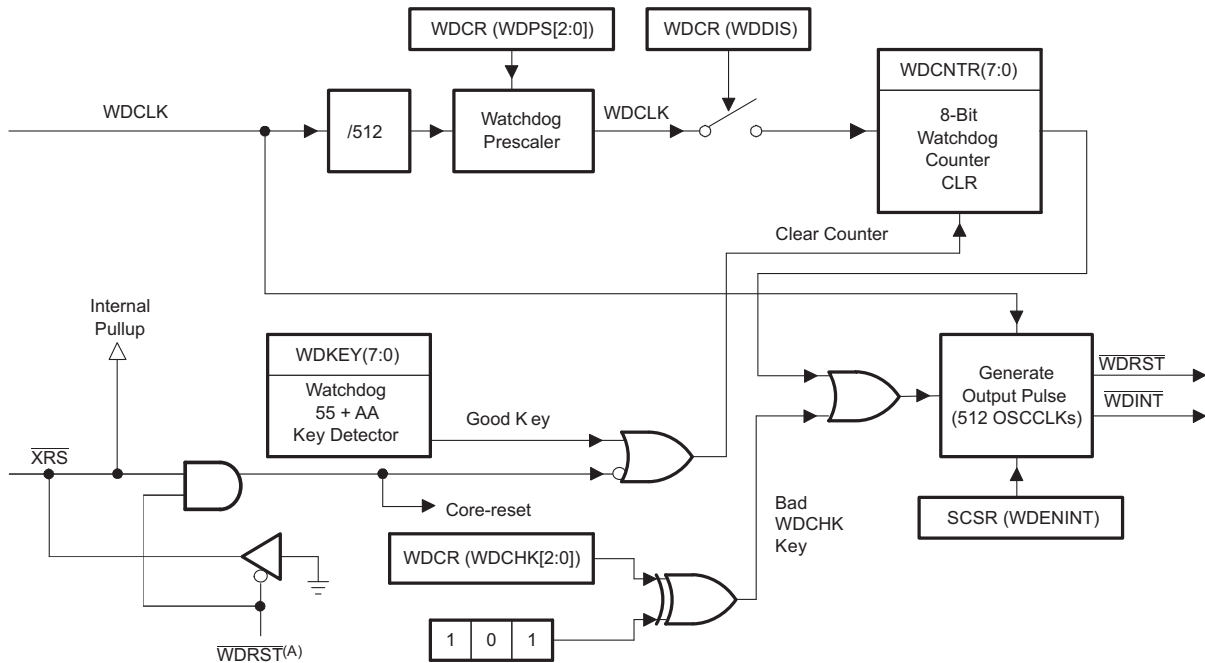 WDCR (WDPS[2:0])
WDCR (WDDIS)
WDCNTR(7:0)
WDCLK
/512
Watchdog
Prescaler
WDCLK
8-Bit
Watchdog
Counter
CLR
Clear Counter
Internal
Pullup
WDKEY(7:0)
Watchdog
55 + AA
Key Detector
Good Key
Generate
Output Pulse
(512 OSCCLKs)
WDRST
WDINT
XRS
Core-reset
Bad
WDCHK
Key
SCSR (WDENINT)
WDCR (WDCHK[2:0])
1 0 1
WDRST(A)